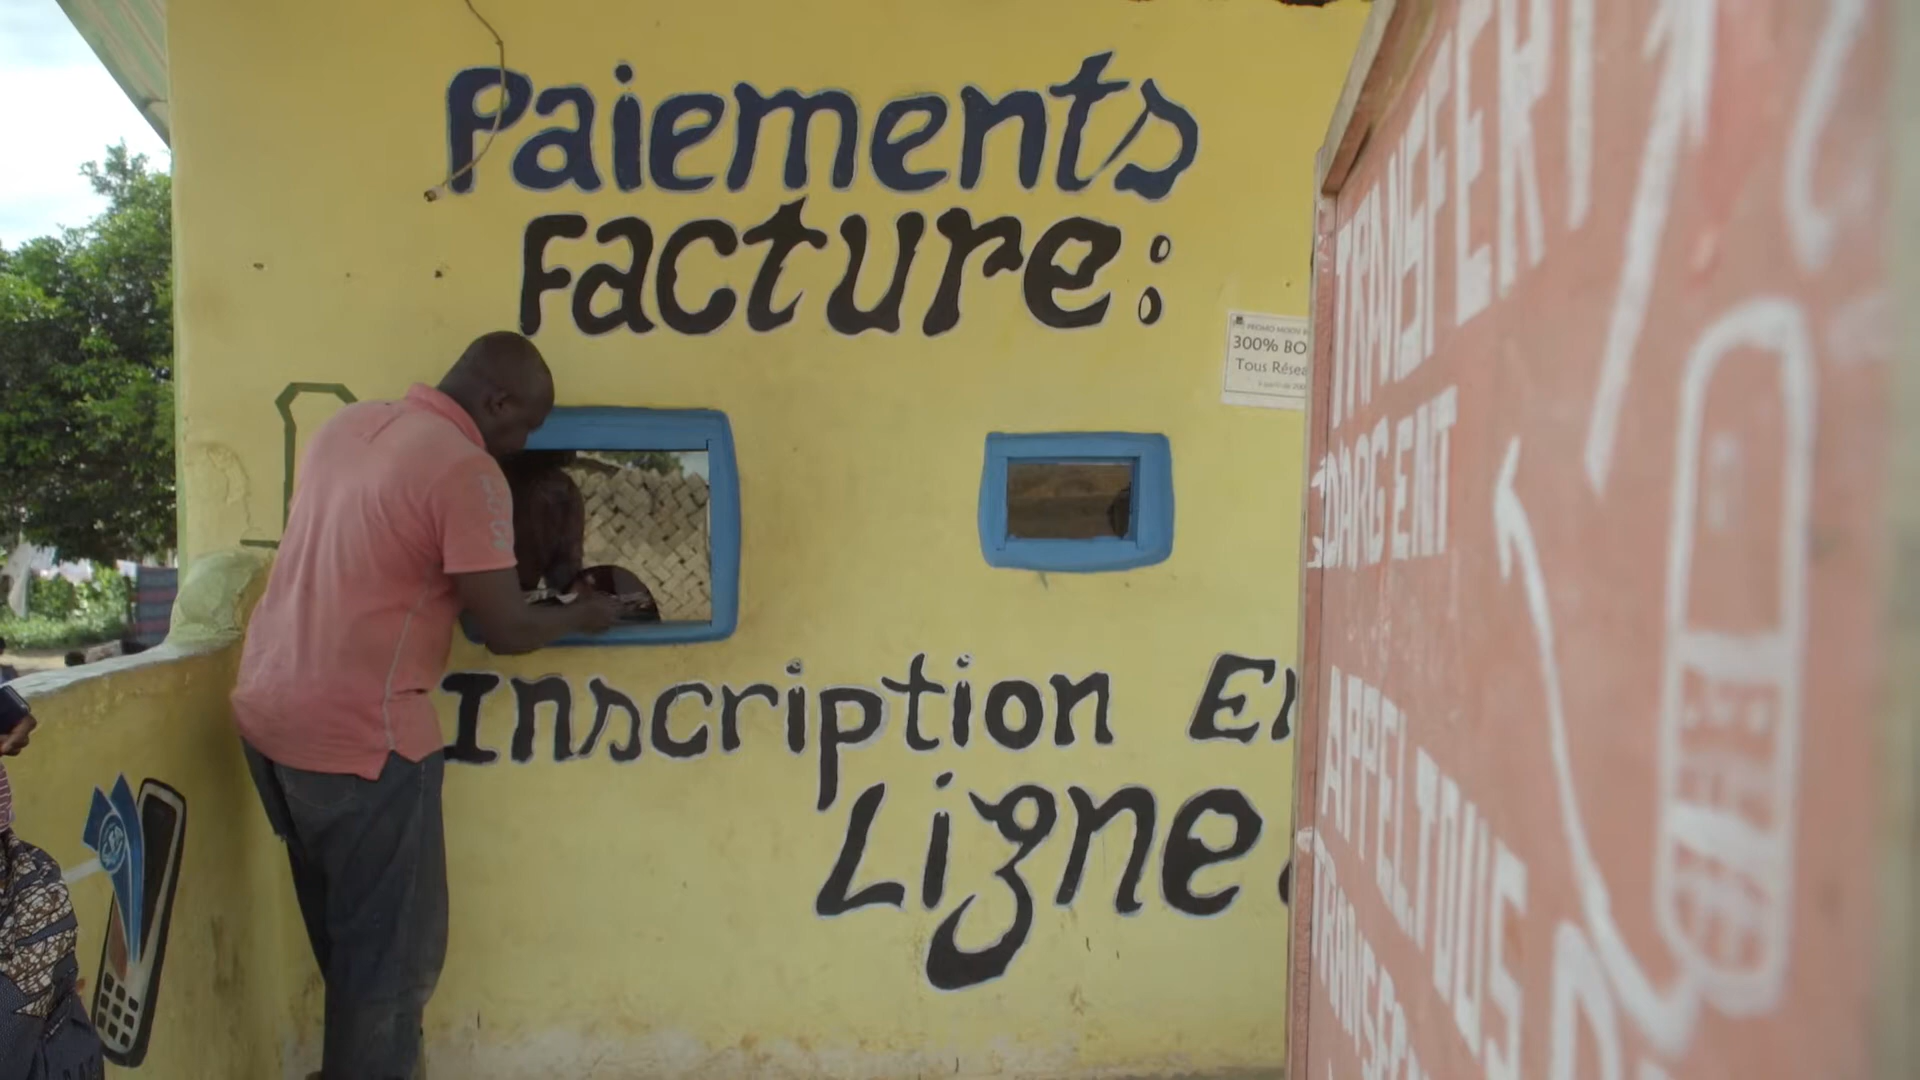 Paiements
Facture:
300% BO
Tous Résea
Inscription En
Ligne.
TRANSFERT
D'ARGENT
APPEL TOUS